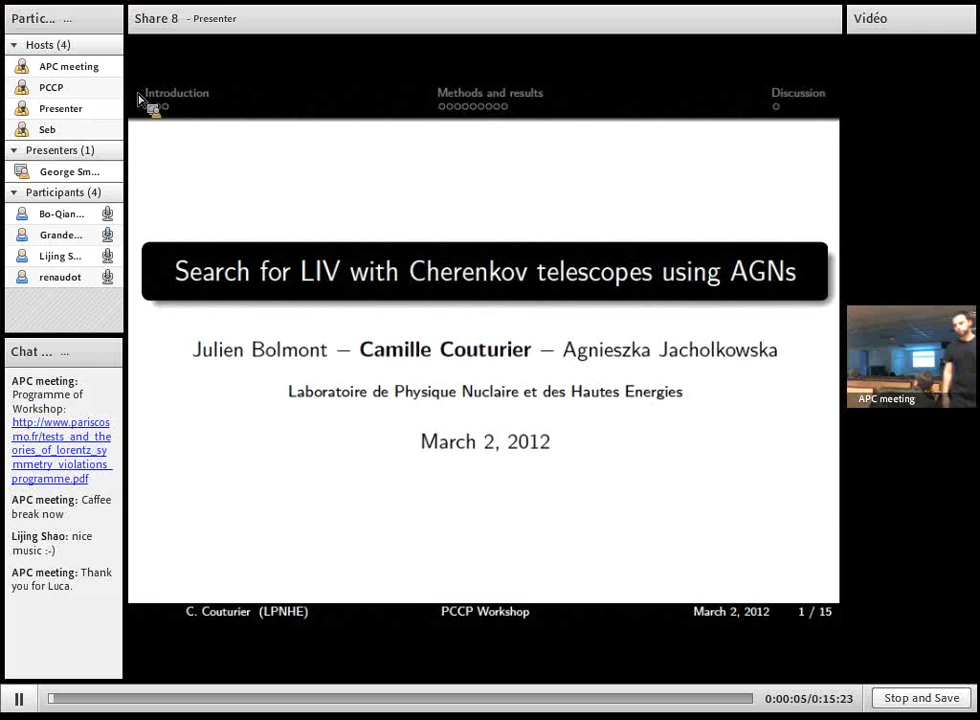 Partic... ...
Share 8 - Presenter
Vidéo
Hosts (4)
APC meeting
PCCP
Presenter
Seb
Presenters (1)
George Sm...
Participants (4)
Bo-Qian...
Grande...
Lijing S...
renaudot
Chat ... ...
APC meeting:
Programme of
Workshop:
http://www.pariscos
mo.fr/tests_and_the
ories_of_lorentz_sy
mmetry_violations_
programme.pdf
APC meeting: Caffee
break now
Lijing Shao: nice
music :-)
APC meeting: Thank
you for Luca.
Introduction
Methods and results
Discussion
Search for LIV with Cherenkov telescopes using AGNs
Julien Bolmont – Camille Couturier – Agnieszka Jacholkowska
Laboratoire de Physique Nuclaire et des Hautes Energies
March 2, 2012
C. Couturier (LPNHE)
PCCP Workshop
March 2, 2012 1 / 15
APC meeting
0:00:05/0:15:23
Stop and Save